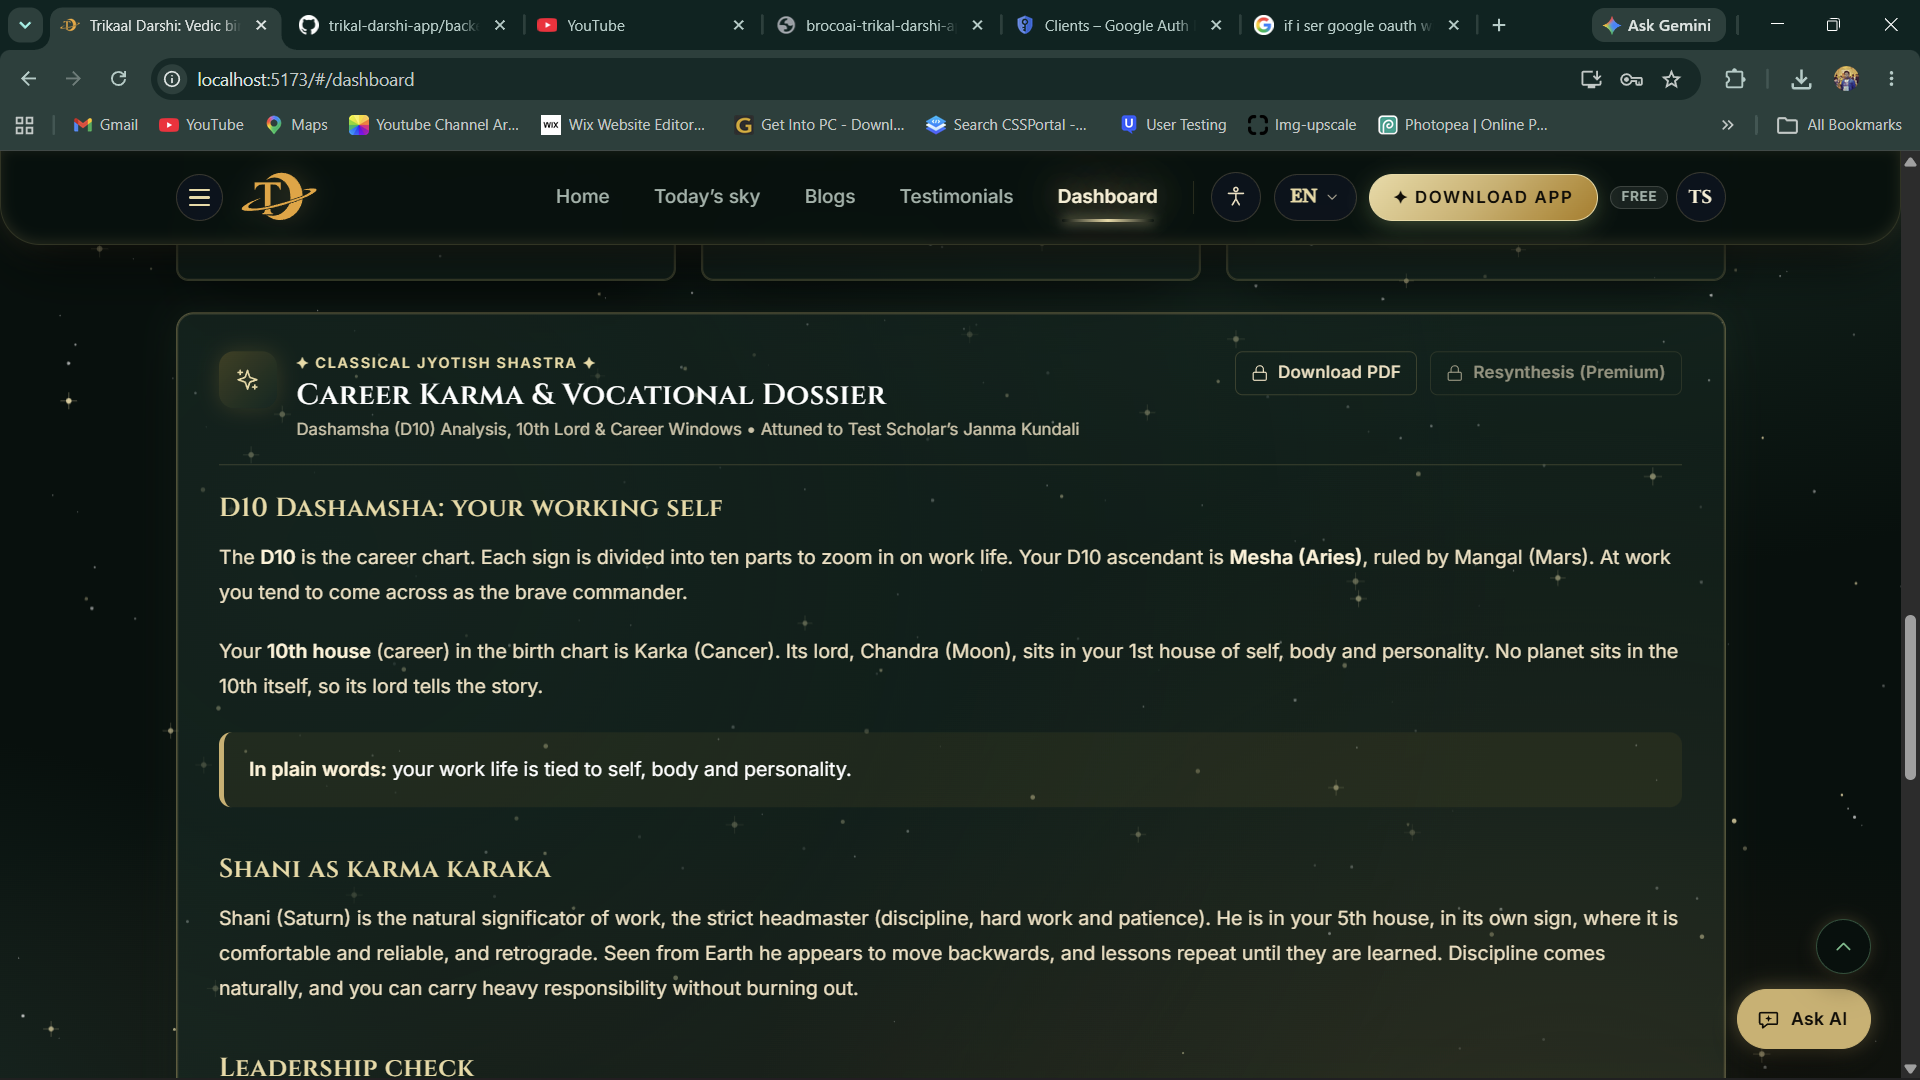 Trikaal Darshi: Vedic bi
trikal-darshi-app/back
YouTube
brocoai-trikal-darshi-a
Clients – Google Auth
if i ser google oauth w
Ask Gemini
localhost:5173/#/dashboard
Gmail
YouTube
Maps
Youtube Channel Ar...
WIX
Wix Website Editor...
Get Into PC - Downl...
Search CSSPortal -...
User Testing
Img-upscale
Photopea | Online P...
All Bookmarks
TD
Home
Today's sky
Blogs
Testimonials
Dashboard
EN
✦ DOWNLOAD APP
FREE
TS
✦ CLASSICAL JYOTISH SHASTRA ✦
Career Karma & Vocational Dossier
Dashamsha (D10) Analysis, 10th Lord & Career Windows • Attuned to Test Scholar's Janma Kundali
Download PDF
Resynthesis (Premium)
D10 Dashamsha: your working self
The D10 is the career chart. Each sign is divided into ten parts to zoom in on work life. Your D10 ascendant is Mesha (Aries), ruled by Mangal (Mars). At work
you tend to come across as the brave commander.
Your 10th house (career) in the birth chart is Karka (Cancer). Its lord, Chandra (Moon), sits in your 1st house of self, body and personality. No planet sits in the
10th itself, so its lord tells the story.
In plain words: your work life is tied to self, body and personality.
Shani as karma karaka
Shani (Saturn) is the natural significator of work, the strict headmaster (discipline, hard work and patience). He is in your 5th house, in its own sign, where it is
comfortable and reliable, and retrograde. Seen from Earth he appears to move backwards, and lessons repeat until they are learned. Discipline comes
naturally, and you can carry heavy responsibility without burning out.
Leadership check
Ask AI